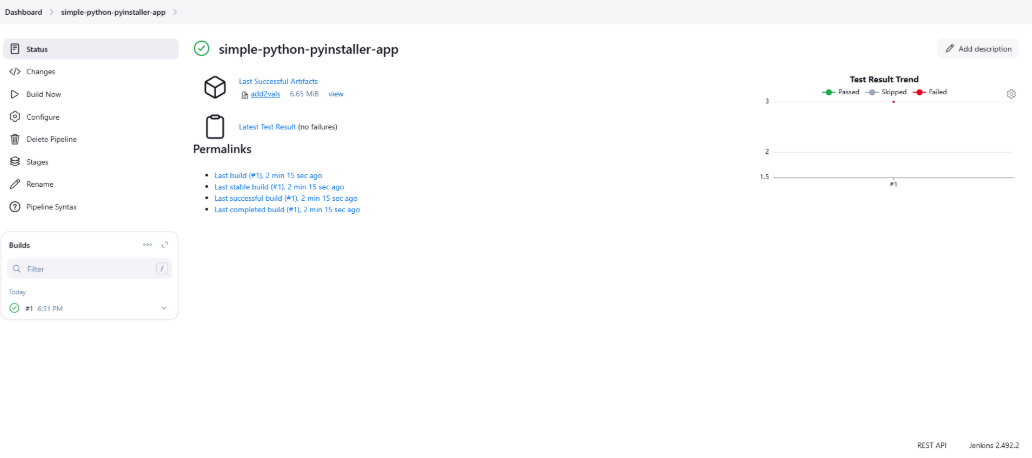 Dashboard > simple-python-pyinstaller-app >
Status
Changes
Build Now
Configure
Delete Pipeline
Stages
Rename
Pipeline Syntax
Builds
Filter /
Today
#1 6:31 PM
simple-python-pyinstaller-app
Add description
Last Successful Artifacts
add2vals 6.65 MiB view
Latest Test Result (no failures)
Permalinks
Last build (#1), 2 min 15 sec ago
Last stable build (#1), 2 min 15 sec ago
Last successful build (#1), 2 min 15 sec ago
Last completed build (#1), 2 min 15 sec ago
Test Result Trend
Passed Skipped Failed
3
2
1.5
#1
REST API Jenkins 2.492.2